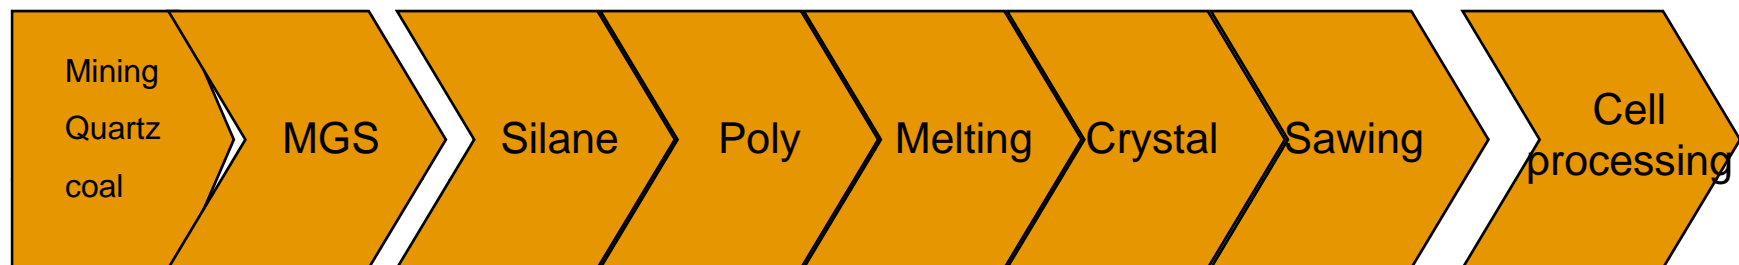 Mining
Quartz
coal
MGS
Silane
Poly
Melting
Crystal
Sawing
Cell
processing